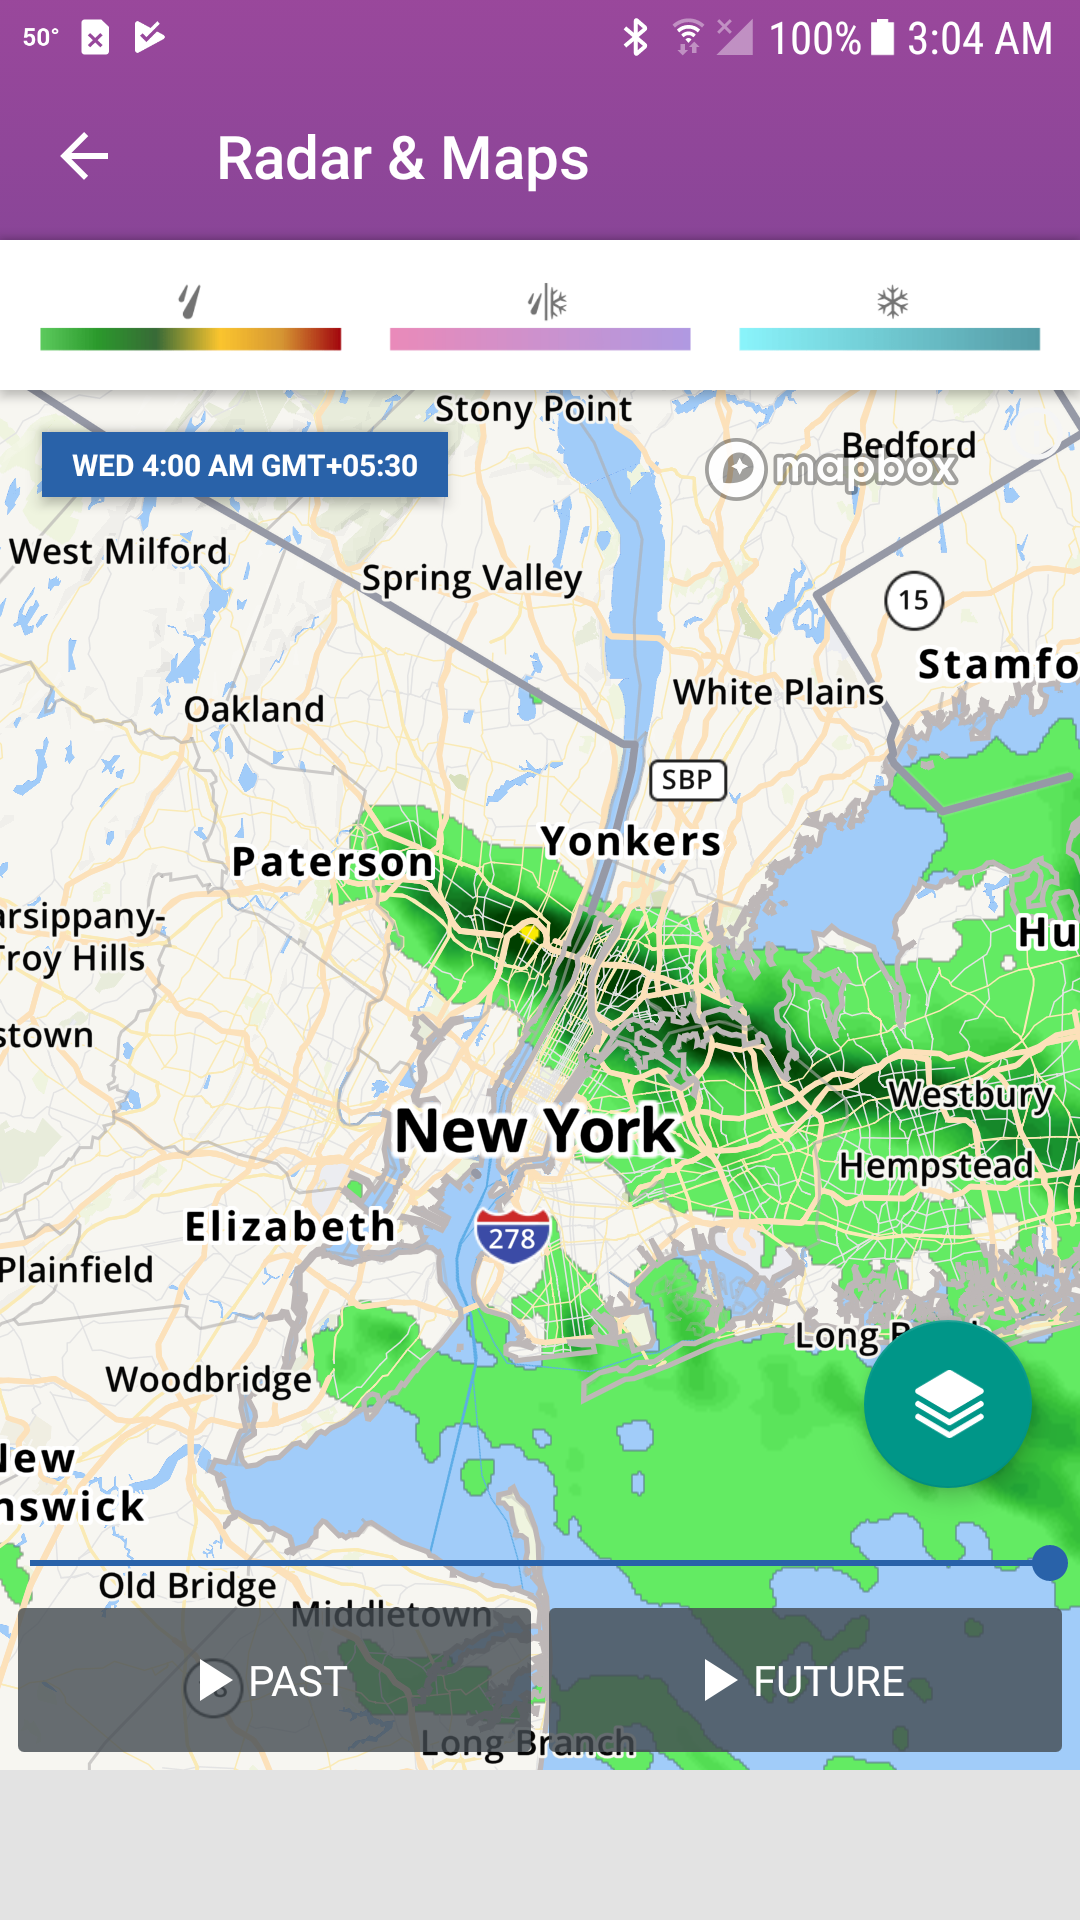 50°
100%
3:04 AM
Radar & Maps
Stony Point
Bedford
WED 4:00 AM GMT+05:30
mapbox
West Milford
Spring Valley
15
Stamfo
White Plains
Oakland
SBP
Yonkers
Paterson
arsippany-
Troy Hills
Hu
stown
Westbury
New York
Hempstead
Elizabeth
278
Plainfield
Long B
Woodbridge
New
nswick
Old Bridge
Middletown
PAST
FUTURE
Long Branch